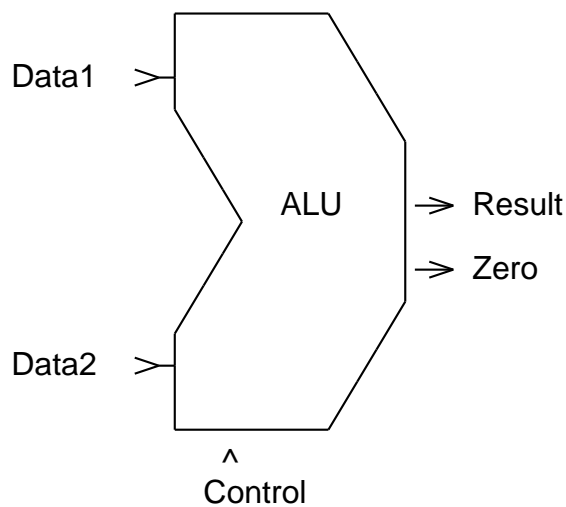 Data1
ALU
Result
Zero
Data2
^
Control